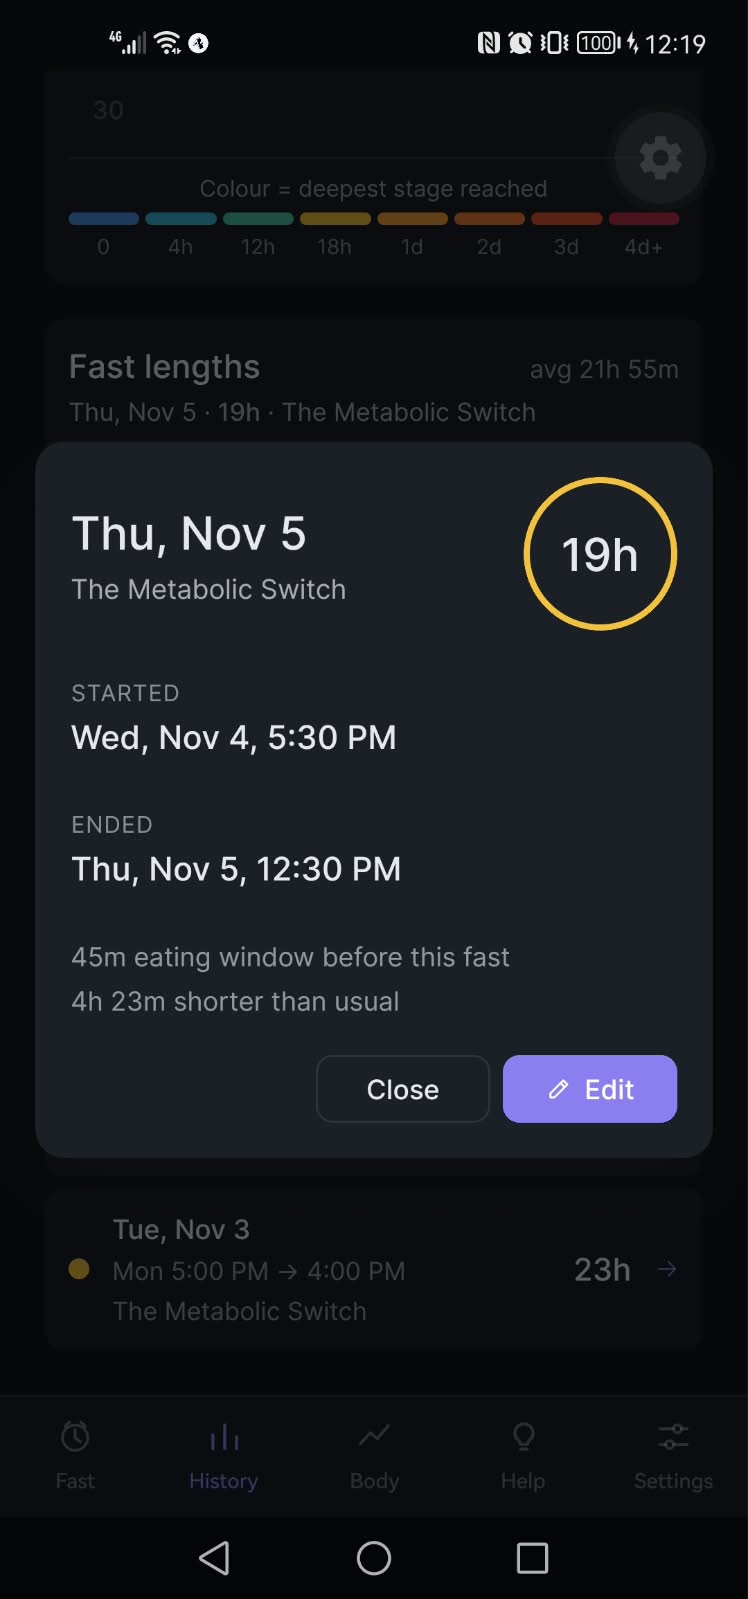 4G
100
12:19
30
Colour = deepest stage reached
0 4h 12h 18h 1d 2d 3d 4d+
Fast lengths avg 21h 55m
Thu, Nov 5 · 19h · The Metabolic Switch
Thu, Nov 5
19h
The Metabolic Switch
STARTED
Wed, Nov 4, 5:30 PM
ENDED
Thu, Nov 5, 12:30 PM
45m eating window before this fast
4h 23m shorter than usual
Close Edit
Tue, Nov 3
Mon 5:00 PM → 4:00 PM
23h →
The Metabolic Switch
Fast History Body Help Settings